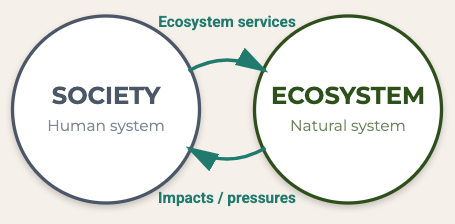 Ecosystem services
SOCIETY
Human system
ECOSYSTEM
Natural system
Impacts / pressures